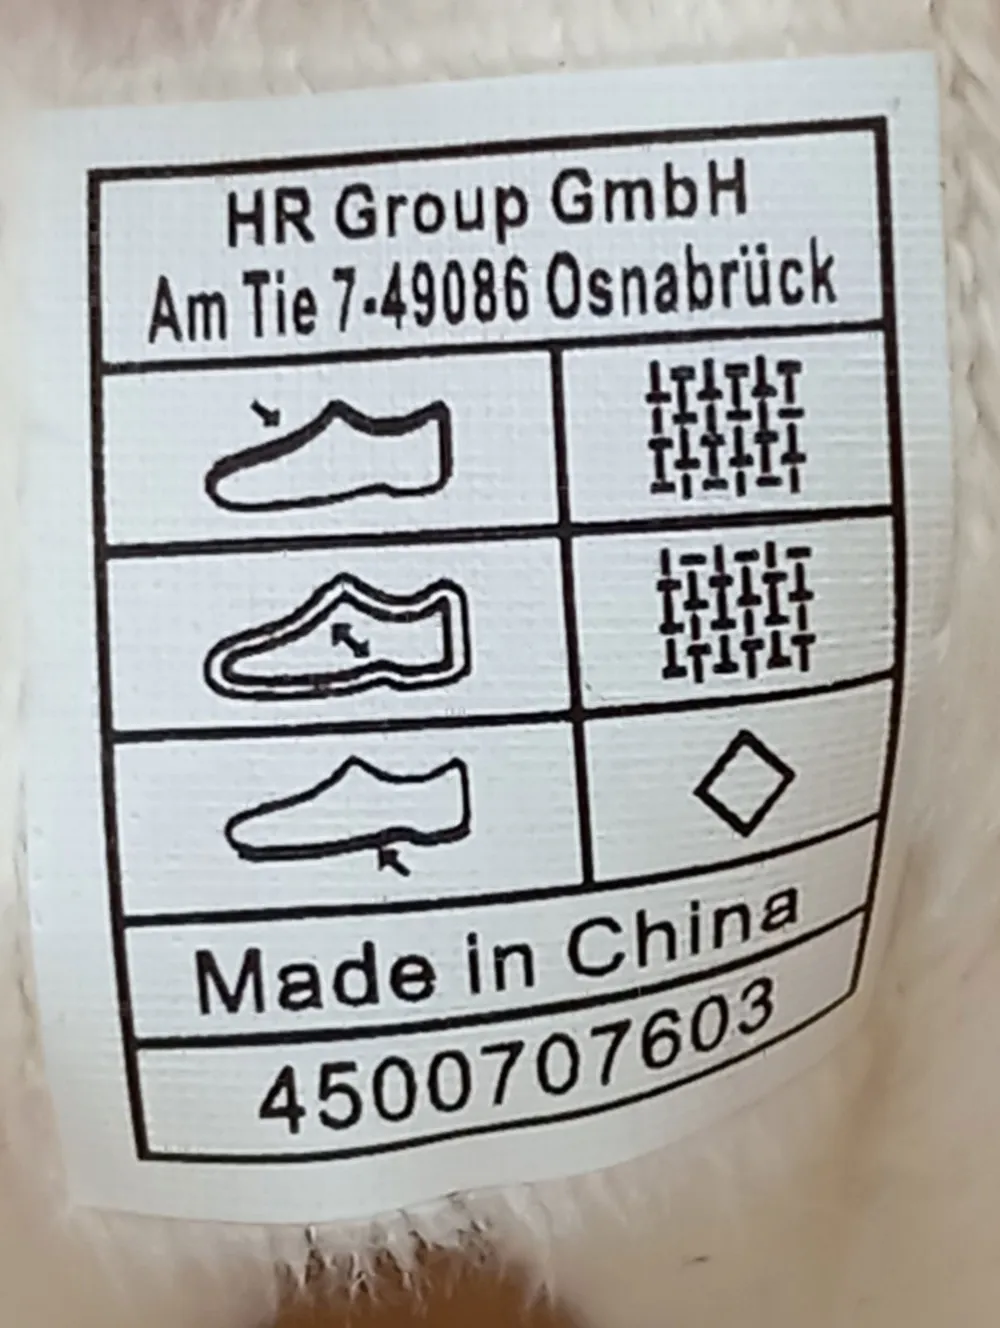 HR Group GmbH
Am Tie 7-49086 Osnabrück
Made in China
4500707603